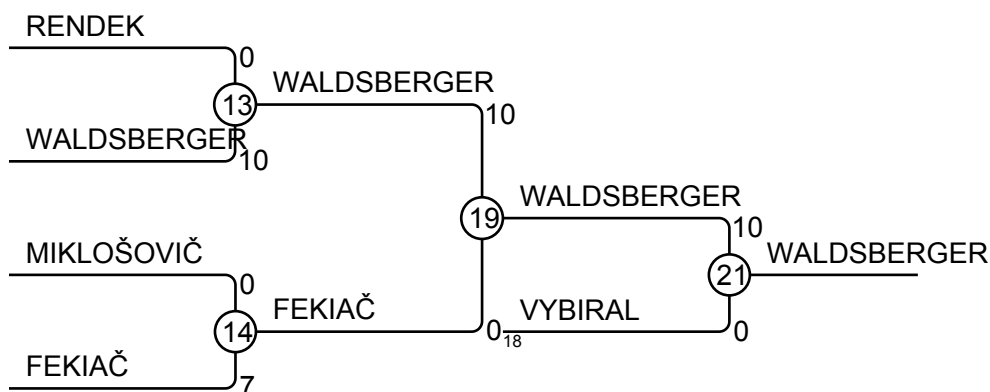 RENDEK
0
13
WALDSBERGER
10
WALDSBERGER
10
19
WALDSBERGER
10
21
WALDSBERGER
MIKLOŠOVIČ
0
14
FEKIAČ
0
18
VYBIRAL
0
FEKIAČ
7